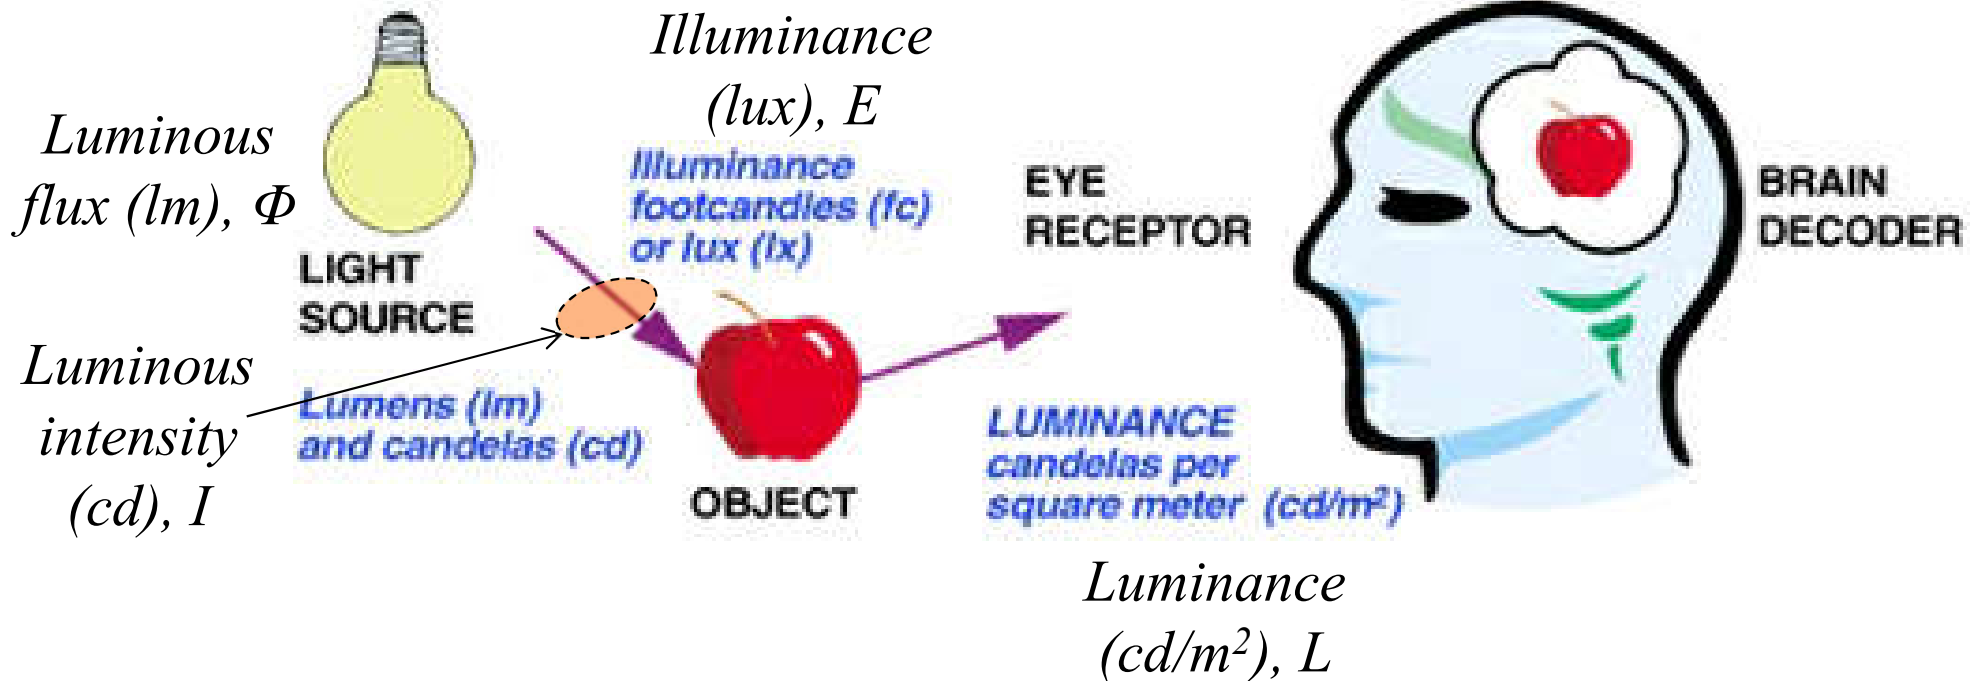 Luminous
flux (lm), Φ
LIGHT
SOURCE
Luminous
intensity
(cd), I
Lumens (lm)
and candelas (cd)
Illuminance
(lux), E
Illuminance
footcandles (fc)
or lux (lx)
OBJECT
EYE
RECEPTOR
BRAIN
DECODER
LUMINANCE
candelas per
square meter (cd/m²)
Luminance
(cd/m²), L